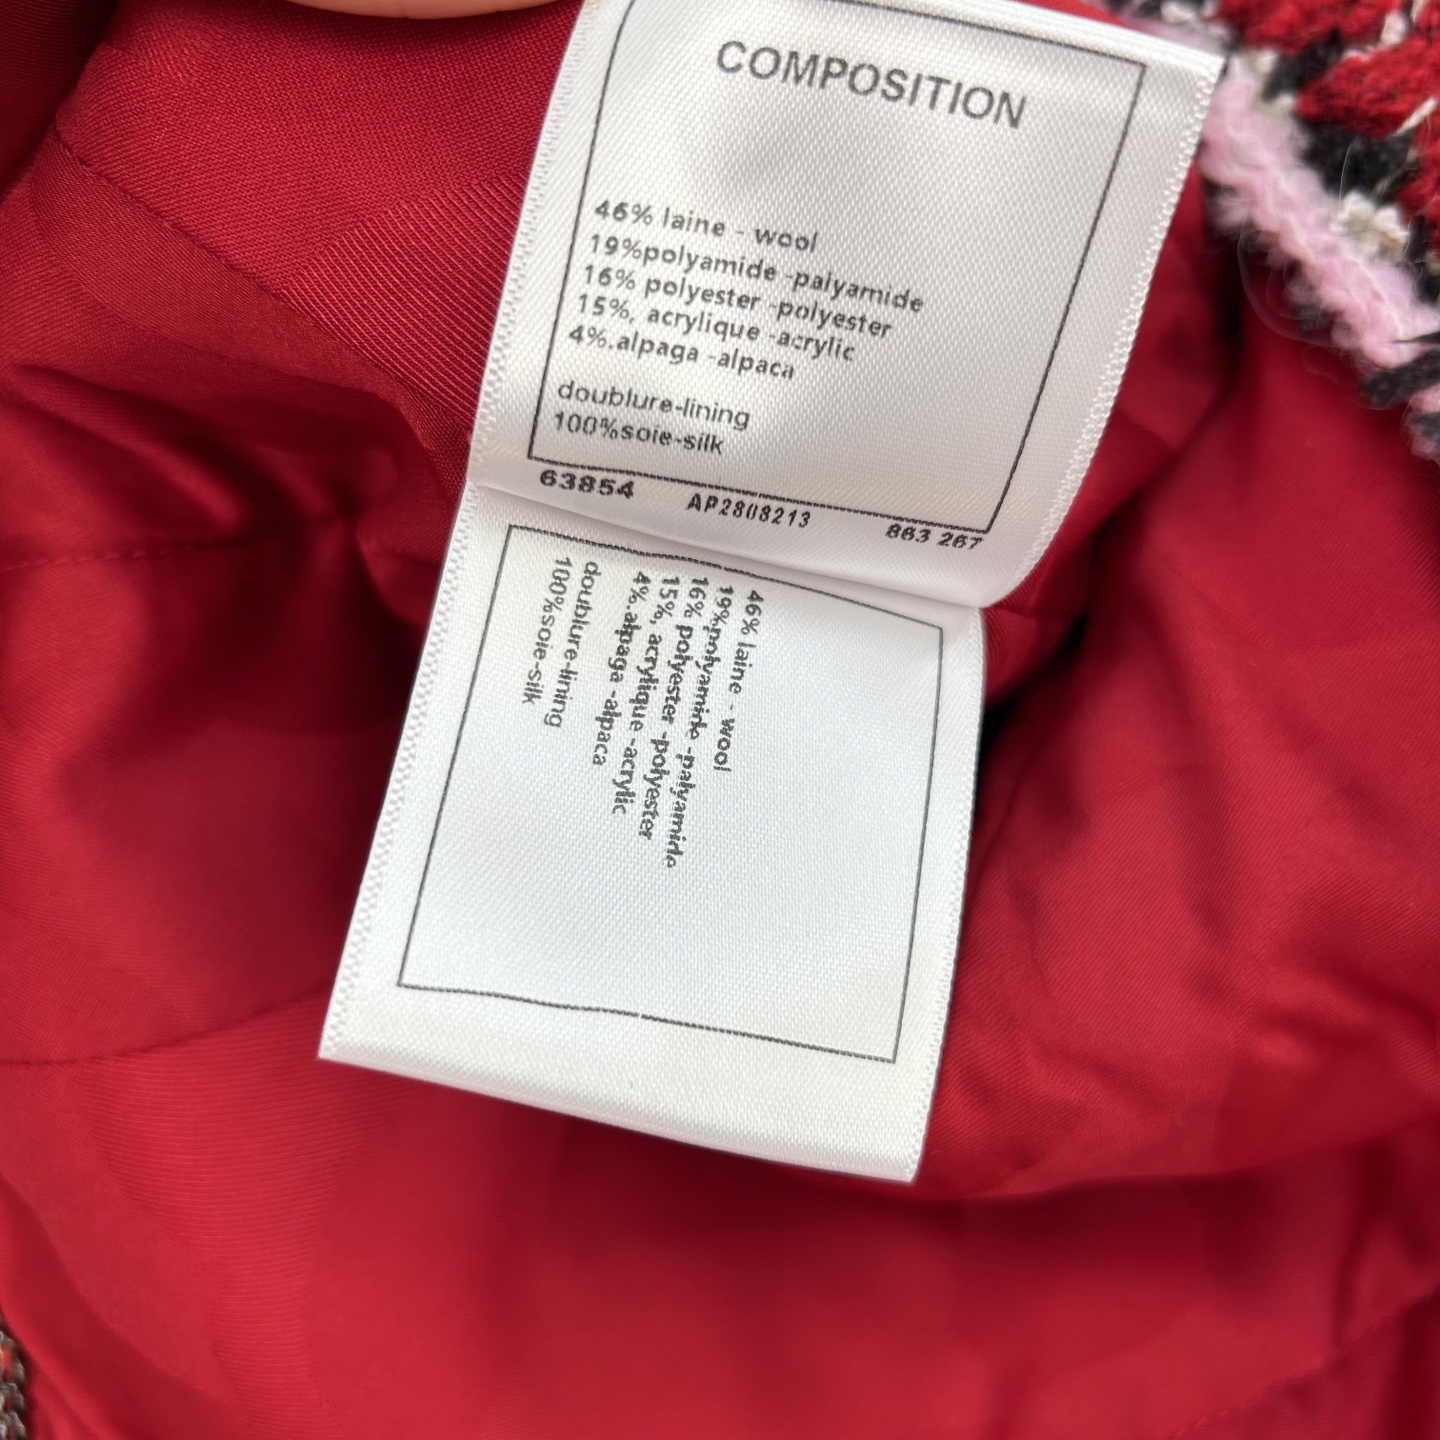 COMPOSITION
46% laine - wool
19%polyamide -palyamide
16% polyester -polyester
15%, acrylique -acrylic
4%.alpaga -alpaca
doublure-lining
100%soie-silk
63854 AP2808213 863 267
46% laine - wool
19%polyamide -palyamide
16% polyester -polyester
15%, acrylique -acrylic
4%.alpaga -alpaca
doublure-lining
100%soie-silk